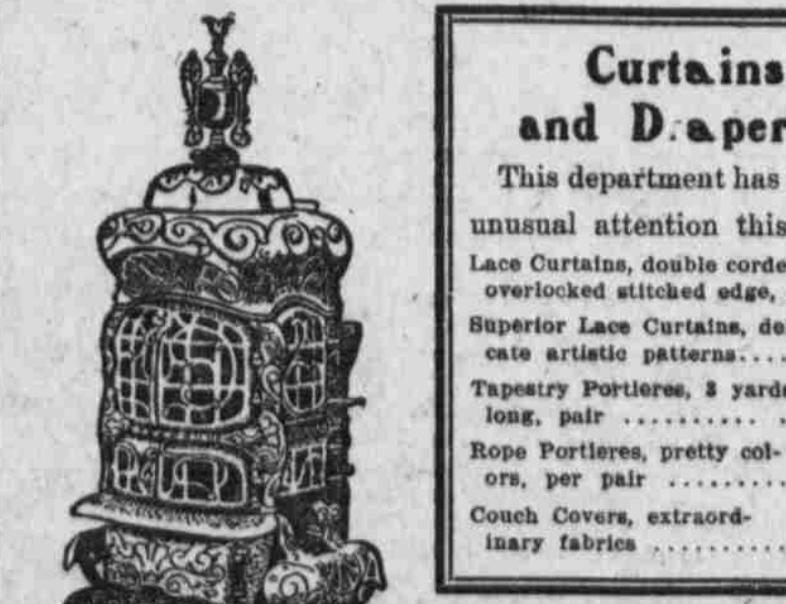 Curtains
and D.aper
This department has
unusual attention this
Lace Curtains, double corde
overlocked stitched edge,
Superior Lace Curtains, del
cate artistic patterns....
Tapestry Portieres, 3 yards
long, pair .......... .
Rope Portieres, pretty col-
ors, per pair .........
Couch Covers, extraord-
inary fabrics ..........